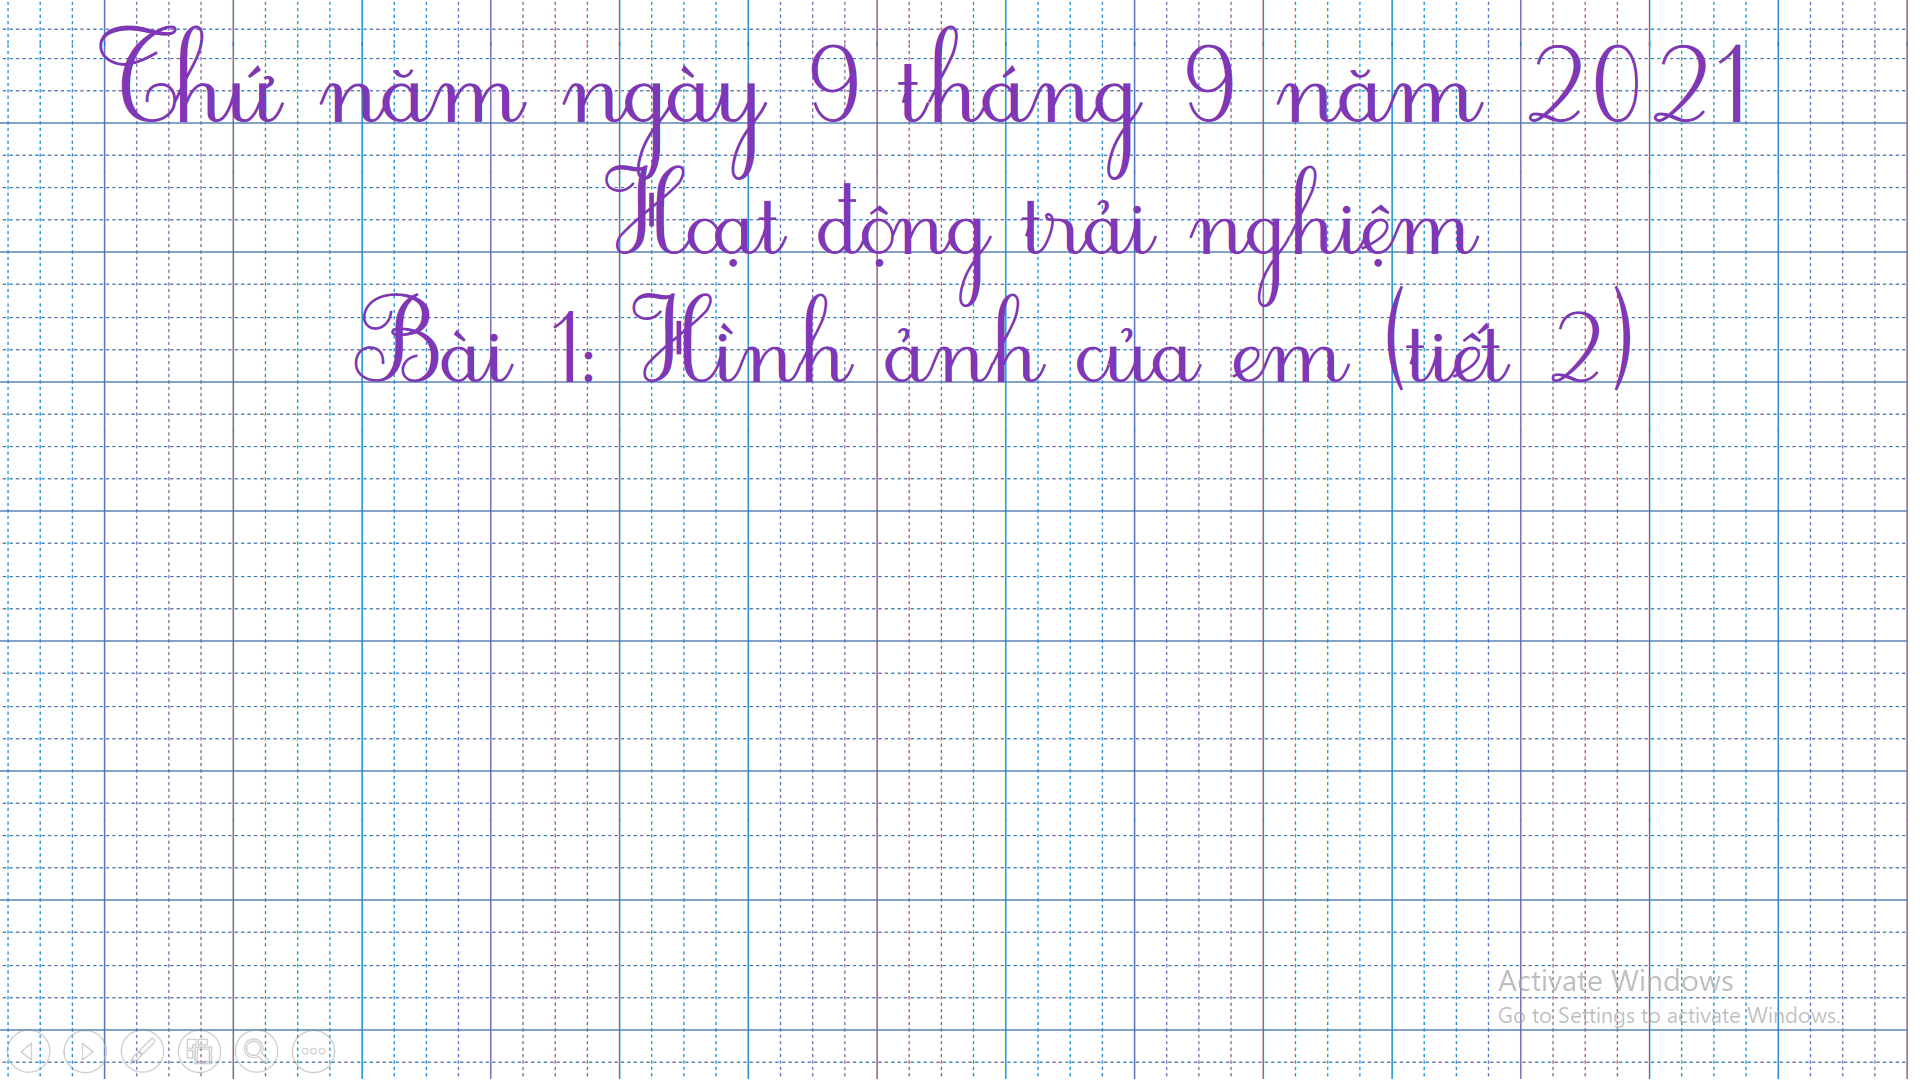 Thứ năm ngày 9 tháng 9 năm 2021
Hoạt động trải nghiệm
Bài 1: Hình ảnh của em (tiết 2)
Activate Windows
Go to Settings to activate Windows.